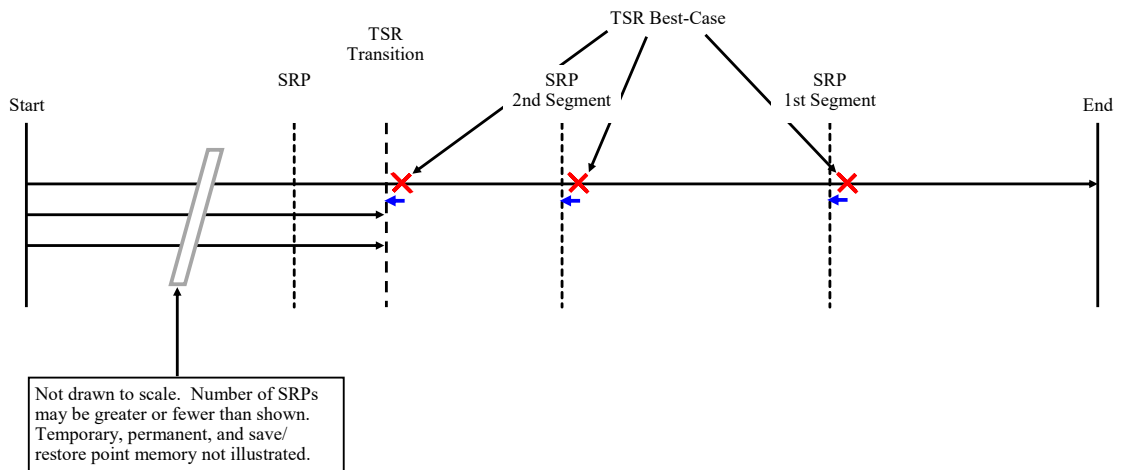 TSR Best-Case
TSR
Transition
SRP
SRP
2nd Segment
SRP
1st Segment
Start
End
Not drawn to scale.  Number of SRPs
may be greater or fewer than shown.
Temporary, permanent, and save/
restore point memory not illustrated.